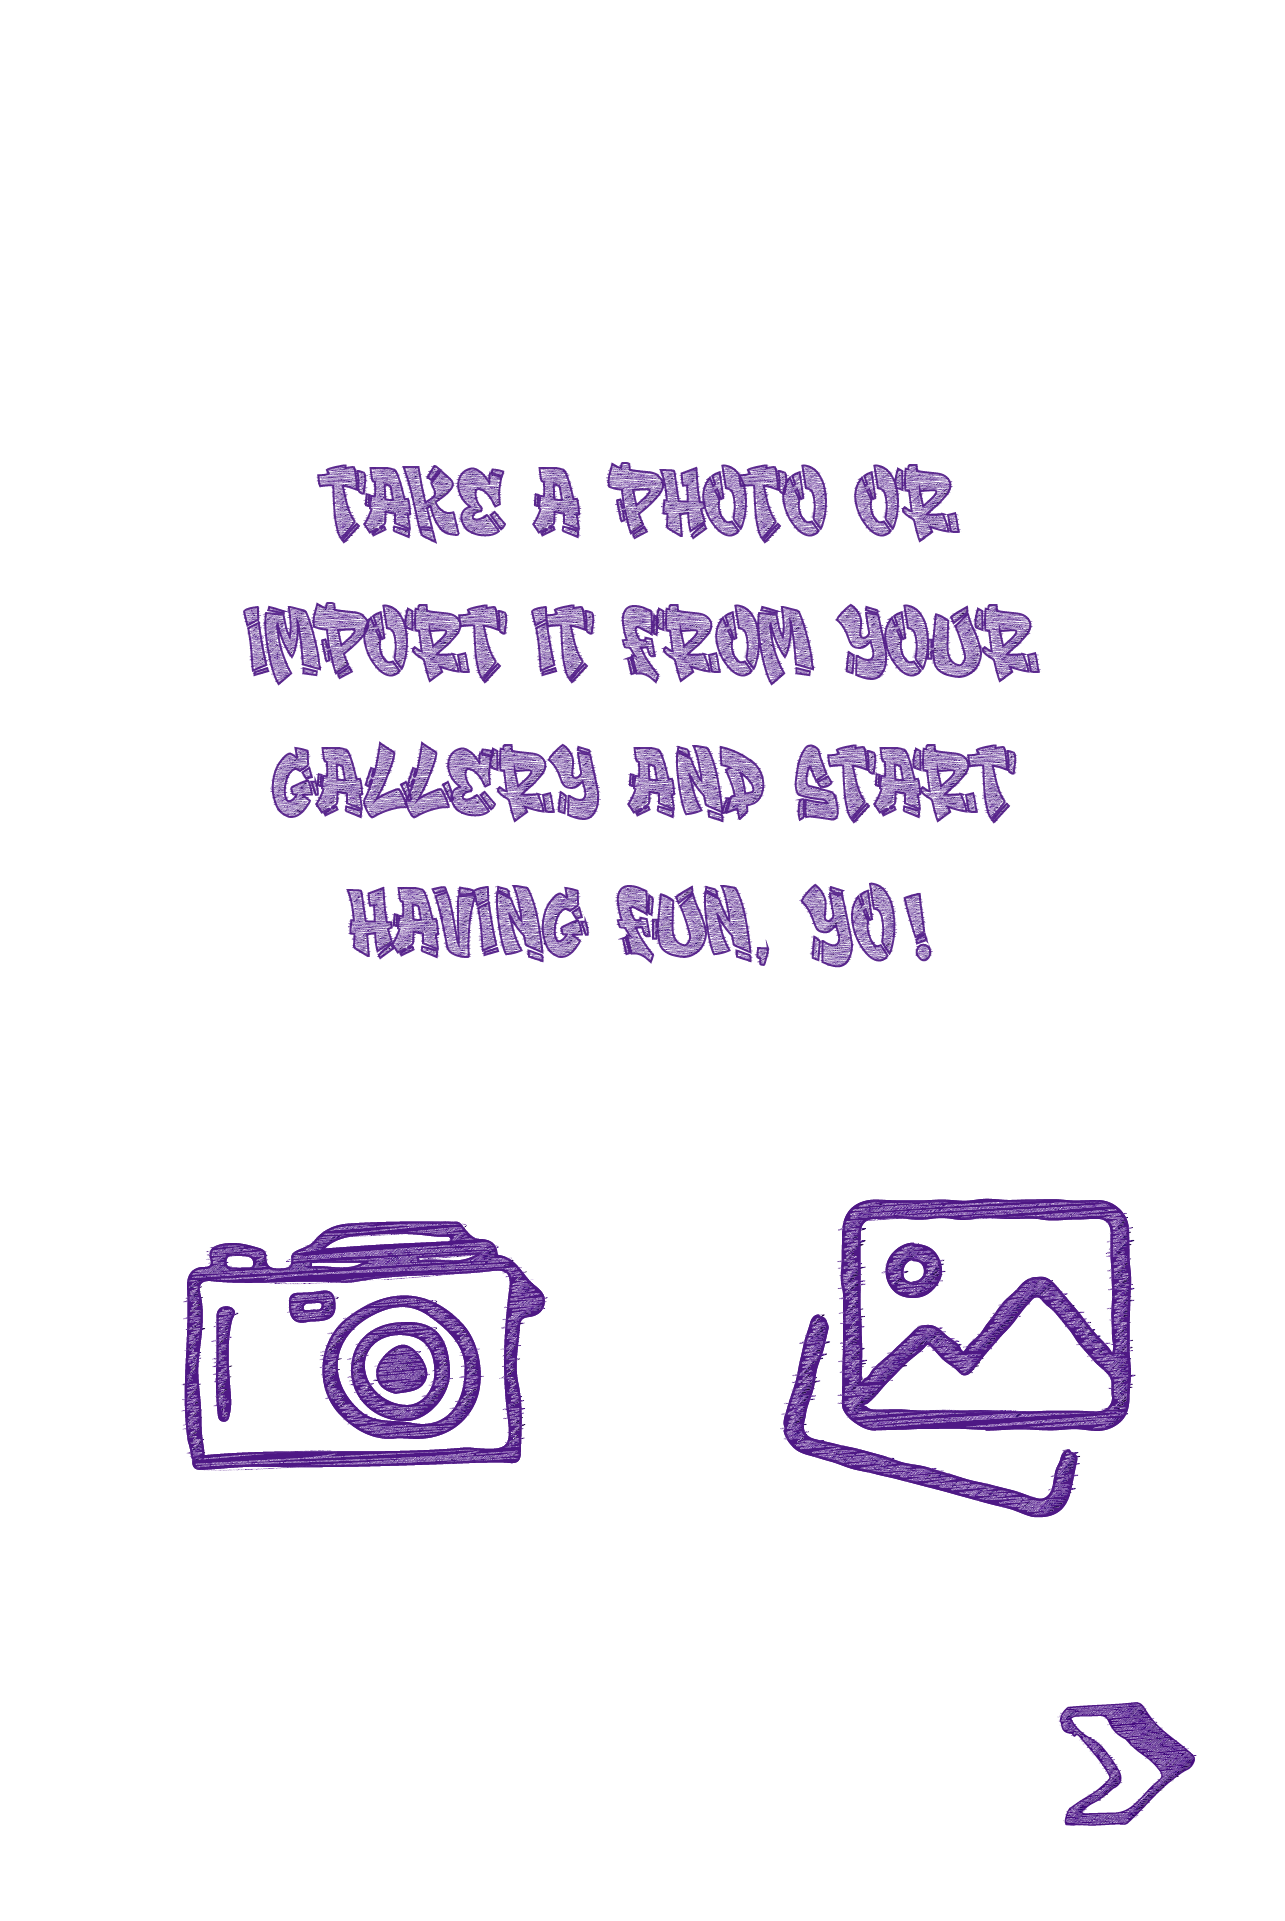 TAKE A PHOTO OR
IMPORT IT FROM YOUR
GALLERY AND START
HAVING FUN, YO!